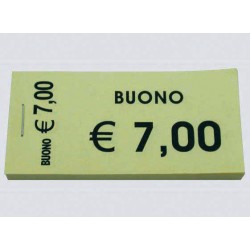 BUONO € 7,00
BUONO
€ 7,00